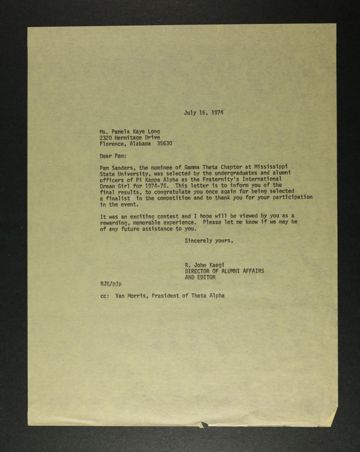 July 16, 1974
Ms. Pamela Kaye Long
2320 Hermitage Drive
Florence, Alabama 35630
Dear Pam:
Pam Sanders, the nominee of Gamma Theta Chapter at Mississippi
State University, was selected by the undergraduates and alumni
officers of Pi Kappa Alpha as the Fraternity's International
Dream Girl for 1974-75. This letter is to inform you of the
final results, to congratulate you once again for being selected
a finalist in the competition and to thank you for your participation
in the event.
It was an exciting contest and I hope will be viewed by you as a
rewarding, memorable experience. Please let me know if we may be
of any future assistance to you.
Sincerely yours,
R. John Kaegi
DIRECTOR OF ALUMNI AFFAIRS
AND EDITOR
RJK/pjp
cc: Van Morris, President of Theta Alpha